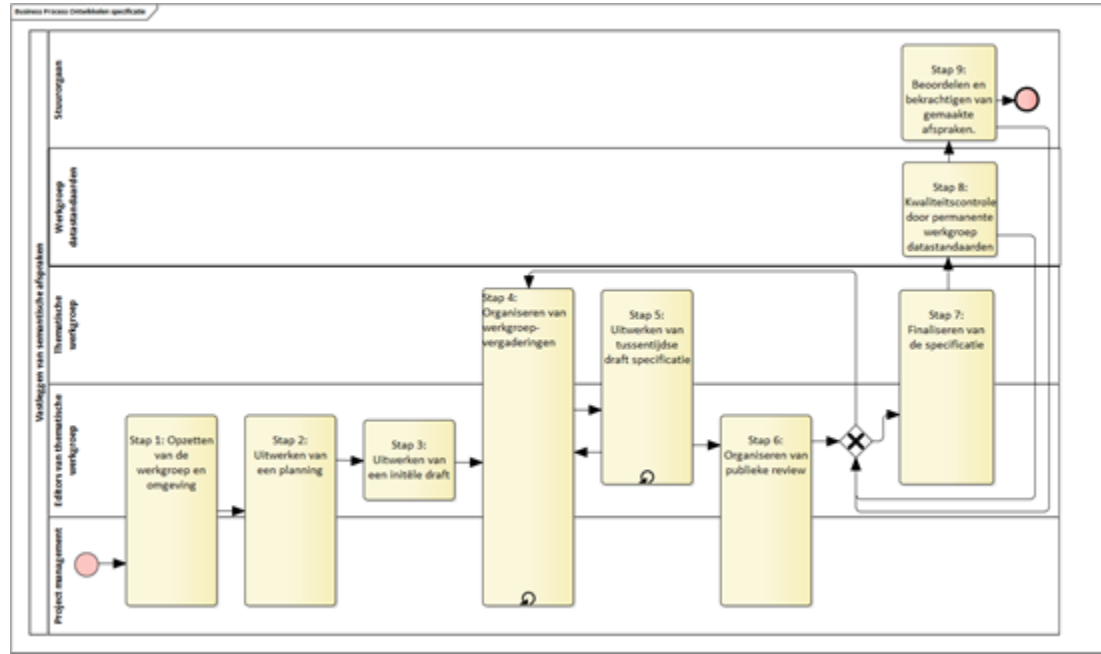 Business Process Ontwikkelen specificatie
Vastleggen van semantische afspraken
Stuurorgaan
Werkgroep
datastandaarden
Thematische
werkgroep
Editors van thematische
werkgroep
Project management
Stap 1: Opzetten
van de
werkgroep en
omgeving
Stap 2:
Uitwerken van
een planning
Stap 3:
Uitwerken van
een initële draft
Stap 4:
Organiseren van
werkgroep-
vergaderingen
Stap 5:
Uitwerken van
tussentijdse
draft specificatie
Stap 6:
Organiseren van
publieke review
Stap 7:
Finaliseren van
de specificatie
Stap 8:
Kwaliteitscontrole
door permanente
werkgroep
datastandaarden
Stap 9:
Beoordelen en
bekrachtigen van
gemaakte
afspraken.